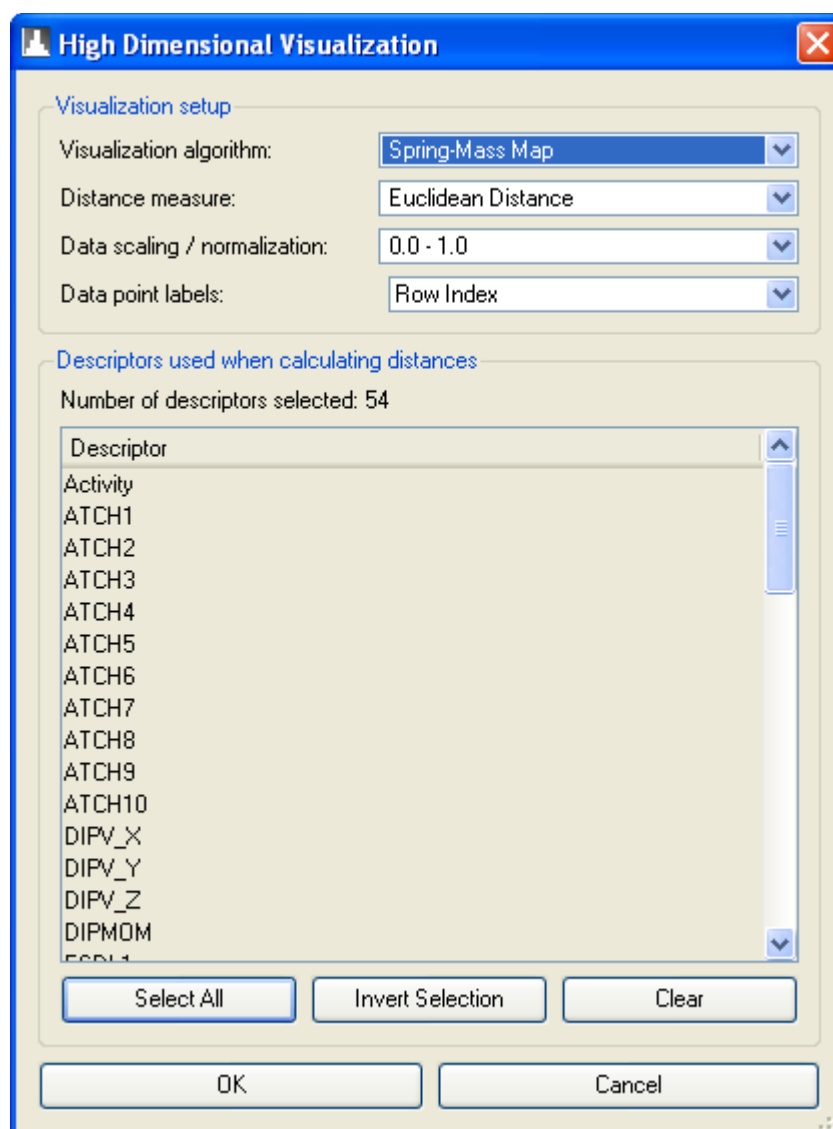 High Dimensional Visualization
Visualization setup
Visualization algorithm: Spring-Mass Map
Distance measure: Euclidean Distance
Data scaling / normalization: 0.0 - 1.0
Data point labels: Row Index
Descriptors used when calculating distances
Number of descriptors selected: 54
Descriptor
Activity
ATCH1
ATCH2
ATCH3
ATCH4
ATCH5
ATCH6
ATCH7
ATCH8
ATCH9
ATCH10
DIPV_X
DIPV_Y
DIPV_Z
DIPMOM
Select All Invert Selection Clear
OK Cancel